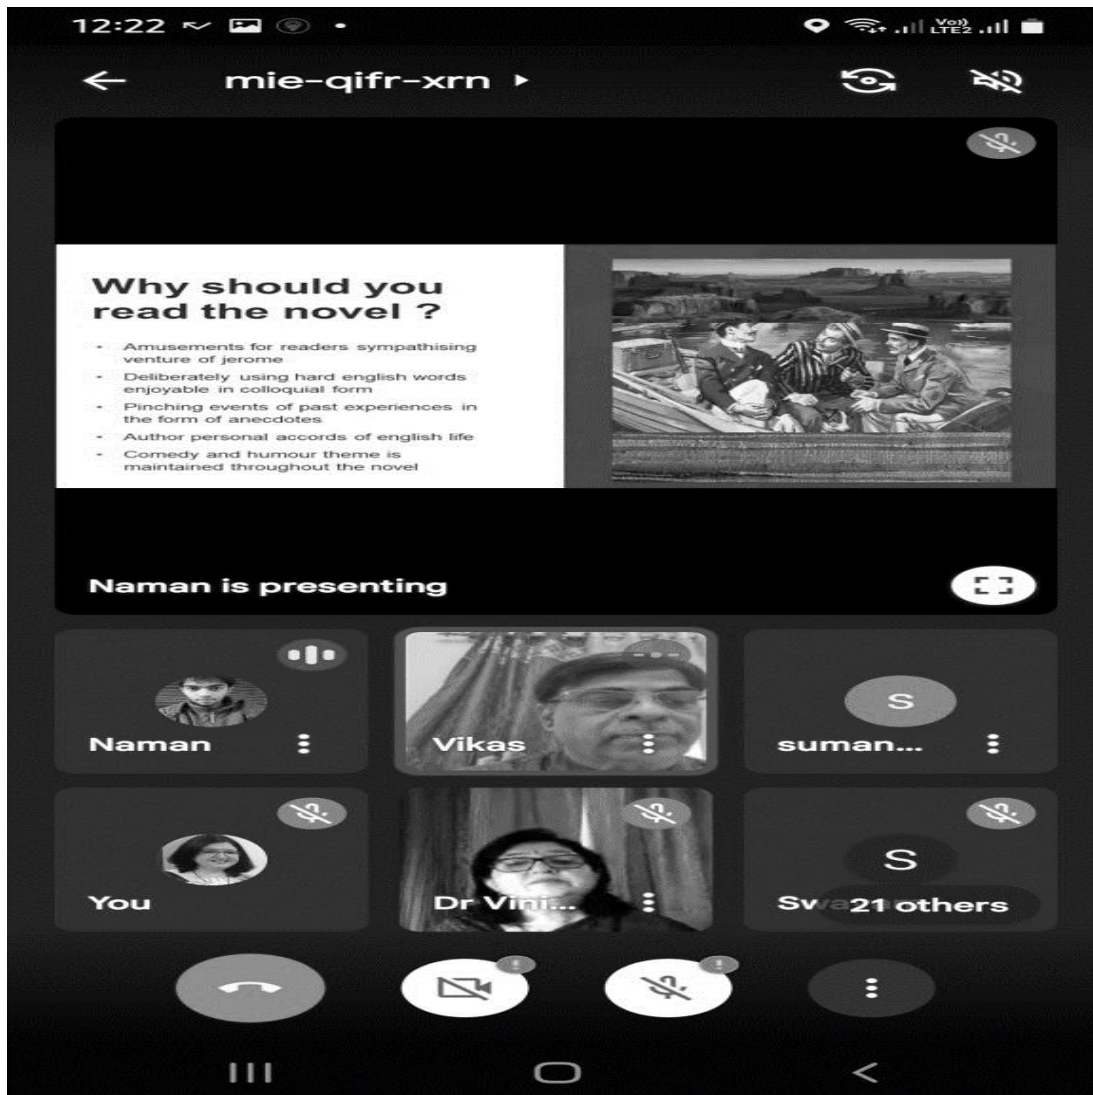 12:22
Vo))
LTE2
mie-qifr-xrn
Why should you
read the novel ?
• Amusements for readers sympathising
venture of jerome
• Deliberately using hard english words
enjoyable in colloquial form
• Pinching events of past experiences in
the form of anecdotes
• Author personal accords of english life
• Comedy and humour theme is
maintained throughout the novel
Naman is presenting
S
Naman
Vikas
suman...
S
You
Dr Vini...
21 others